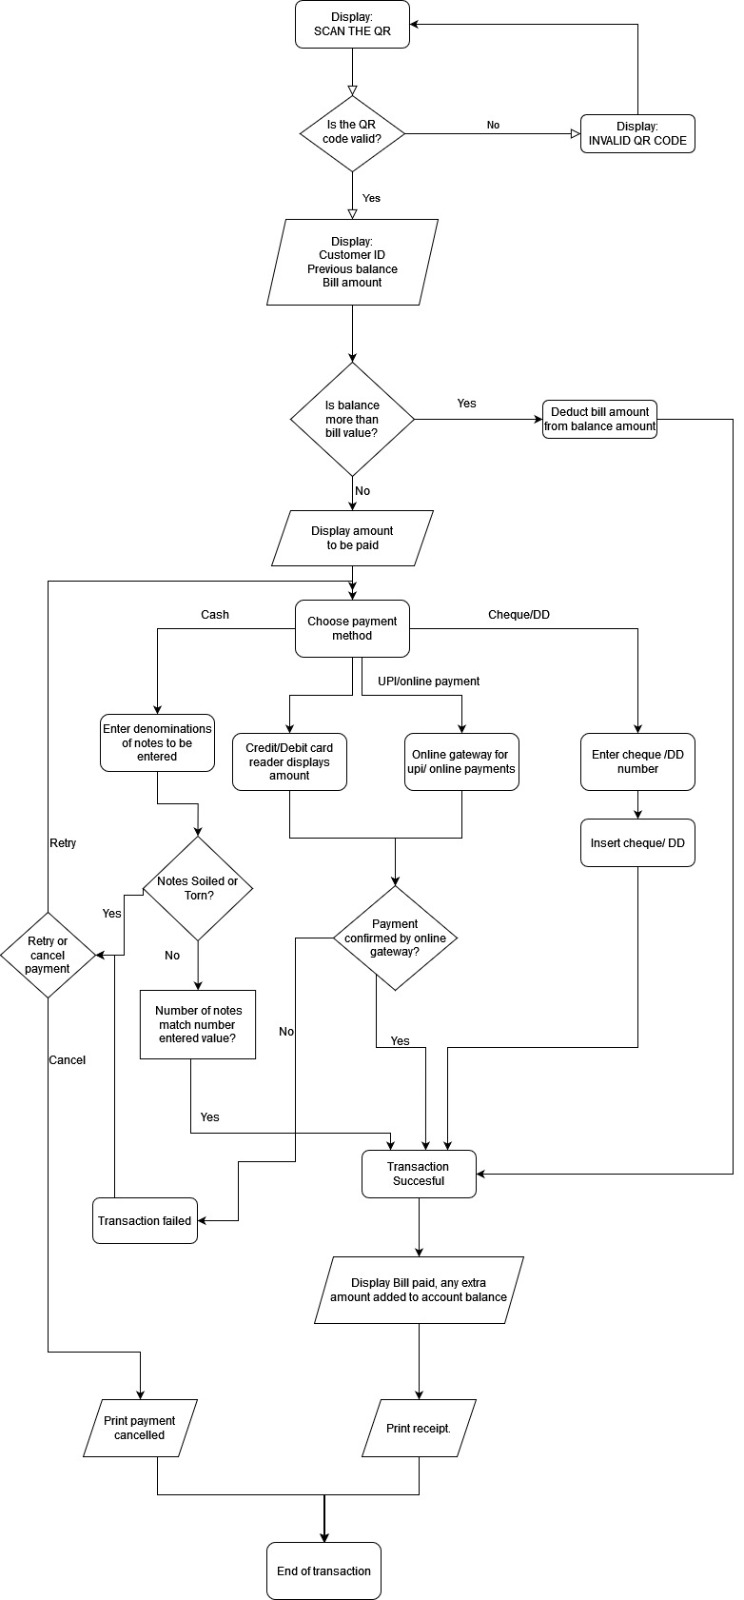 Display:
SCAN THE QR
Is the QR
code valid?
No
Display:
INVALID QR CODE
Yes
Display:
Customer ID
Previous balance
Bill amount
Is balance
more than
bill value?
Yes
Deduct bill amount
from balance amount
No
Display amount
to be paid
Choose payment
method
Cash
Cheque/DD
UPI/online payment
Enter denominations
of notes to be
entered
Credit/Debit card
reader displays
amount
Online gateway for
upi/ online payments
Enter cheque /DD
number
Insert cheque/ DD
Retry
Notes Soiled or
Torn?
Yes
Retry or
cancel
payment
No
Payment
confirmed by online
gateway?
Number of notes
match number
entered value?
No
Yes
Cancel
Yes
Transaction
Succesful
Transaction failed
Display Bill paid, any extra
amount added to account balance
Print payment
cancelled
Print receipt.
End of transaction